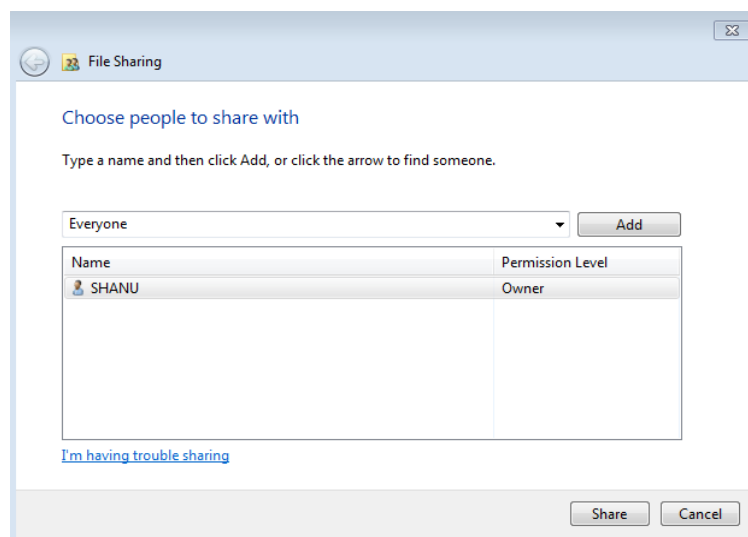 File Sharing
Choose people to share with
Type a name and then click Add, or click the arrow to find someone.
Everyone Add
Name Permission Level
SHANU Owner
I'm having trouble sharing
Share Cancel